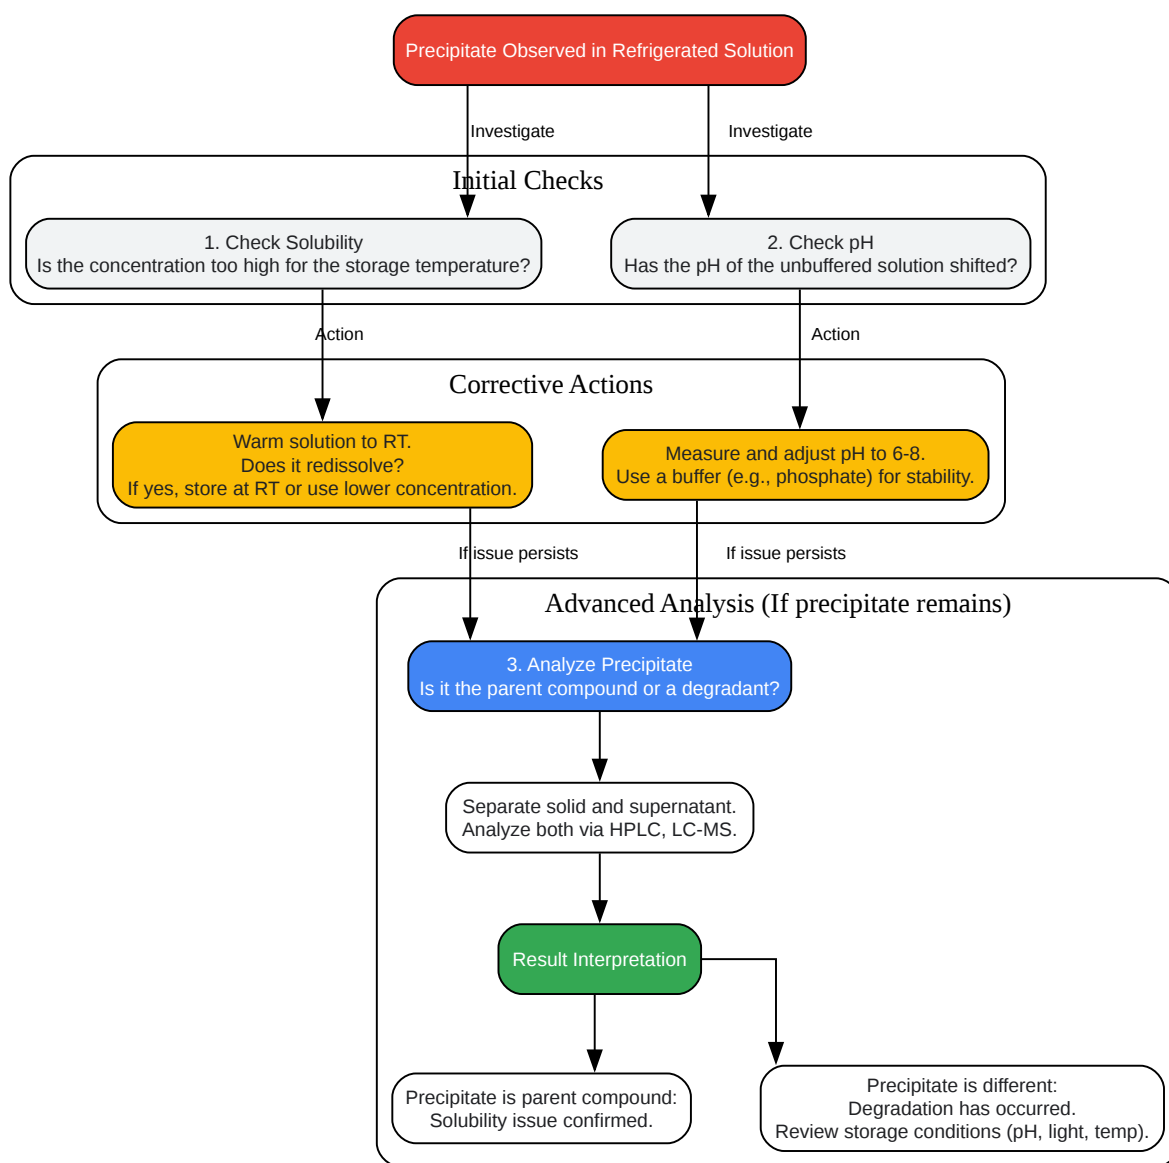 Precipitate Observed in Refrigerated Solution
Investigate
Investigate
Initial Checks
1. Check Solubility
Is the concentration too high for the storage temperature?
2. Check pH
Has the pH of the unbuffered solution shifted?
Action
Action
Corrective Actions
Warm solution to RT.
Does it redissolve?
If yes, store at RT or use lower concentration.
Measure and adjust pH to 6-8.
Use a buffer (e.g., phosphate) for stability.
If issue persists
If issue persists
Advanced Analysis (If precipitate remains)
3. Analyze Precipitate
Is it the parent compound or a degradant?
Separate solid and supernatant.
Analyze both via HPLC, LC-MS.
Result Interpretation
Precipitate is parent compound:
Solubility issue confirmed.
Precipitate is different:
Degradation has occurred.
Review storage conditions (pH, light, temp).